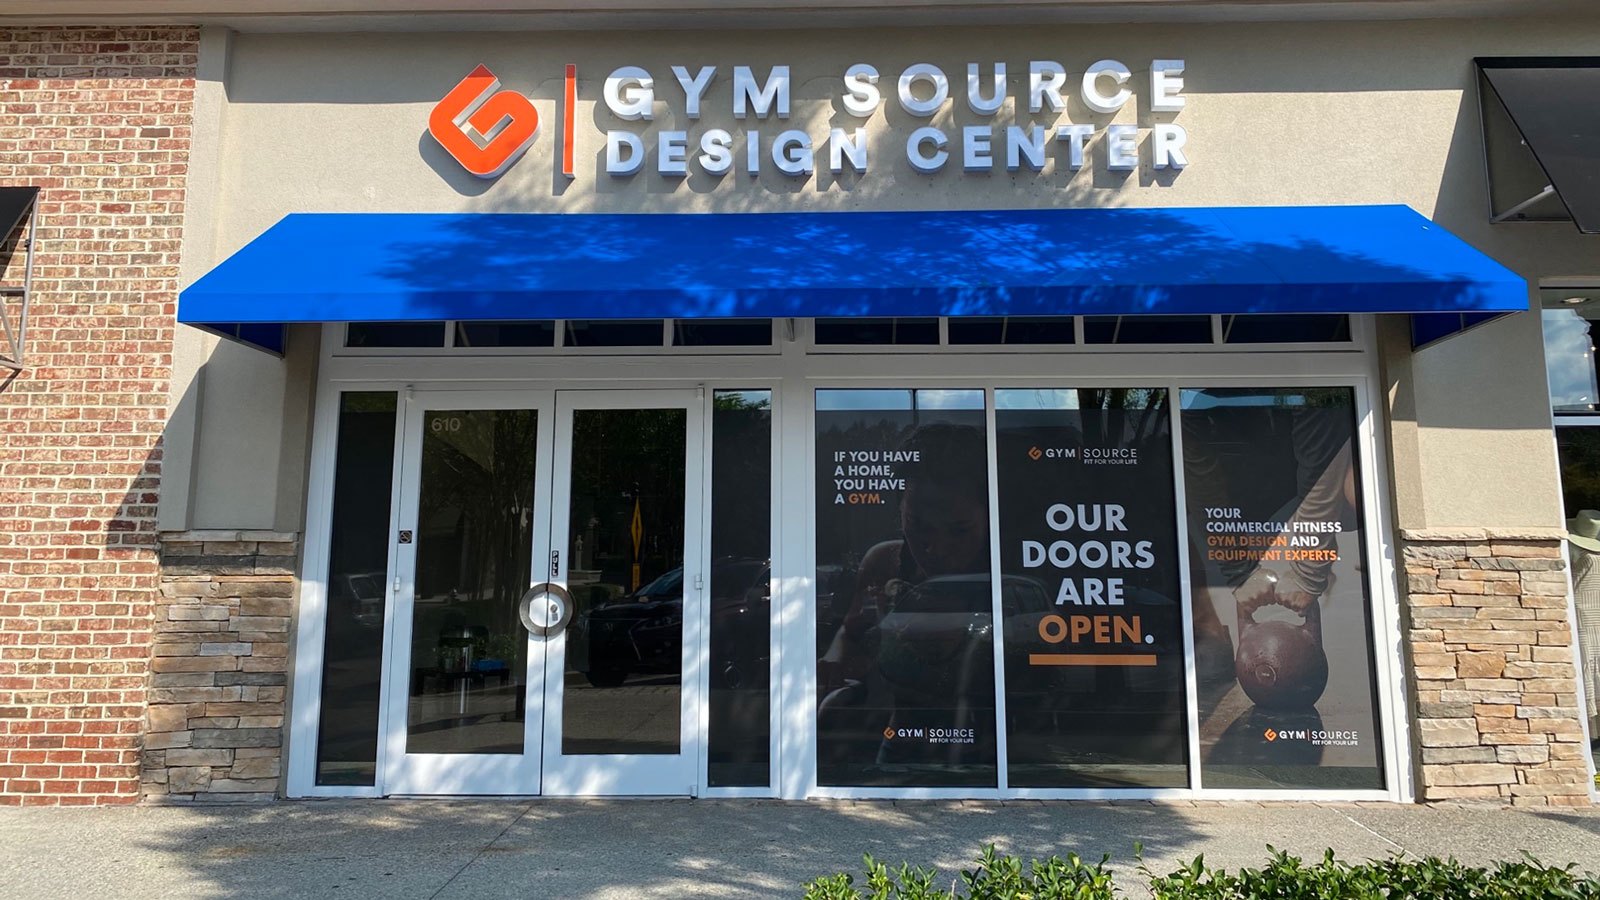 GYM SOURCE
DESIGN CENTER
610
PULL
IF YOU HAVE
A HOME,
YOU HAVE
A GYM.
GYM SOURCE
FIT FOR YOUR LIFE
GYM SOURCE
FIT FOR YOUR LIFE
OUR
DOORS
ARE
OPEN.
YOUR
COMMERCIAL FITNESS
GYM DESIGN AND
EQUIPMENT EXPERTS.
GYM SOURCE
FIT FOR YOUR LIFE